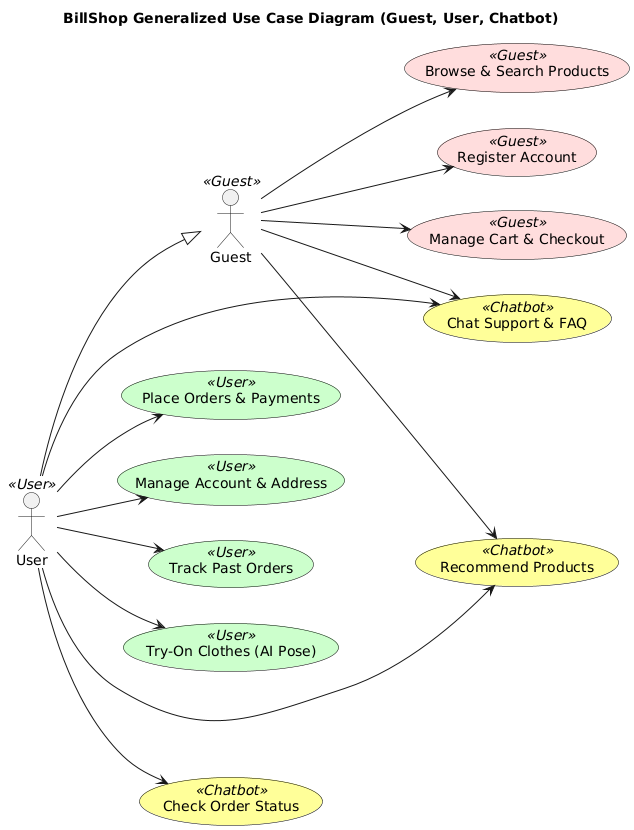 BillShop Generalized Use Case Diagram (Guest, User, Chatbot)
«Guest»
Browse & Search Products
«Guest»
Register Account
«Guest»
Guest
«Guest»
Manage Cart & Checkout
«Chatbot»
Chat Support & FAQ
«User»
Place Orders & Payments
«User»
Manage Account & Address
«User»
User
«User»
Track Past Orders
«Chatbot»
Recommend Products
«User»
Try-On Clothes (AI Pose)
«Chatbot»
Check Order Status